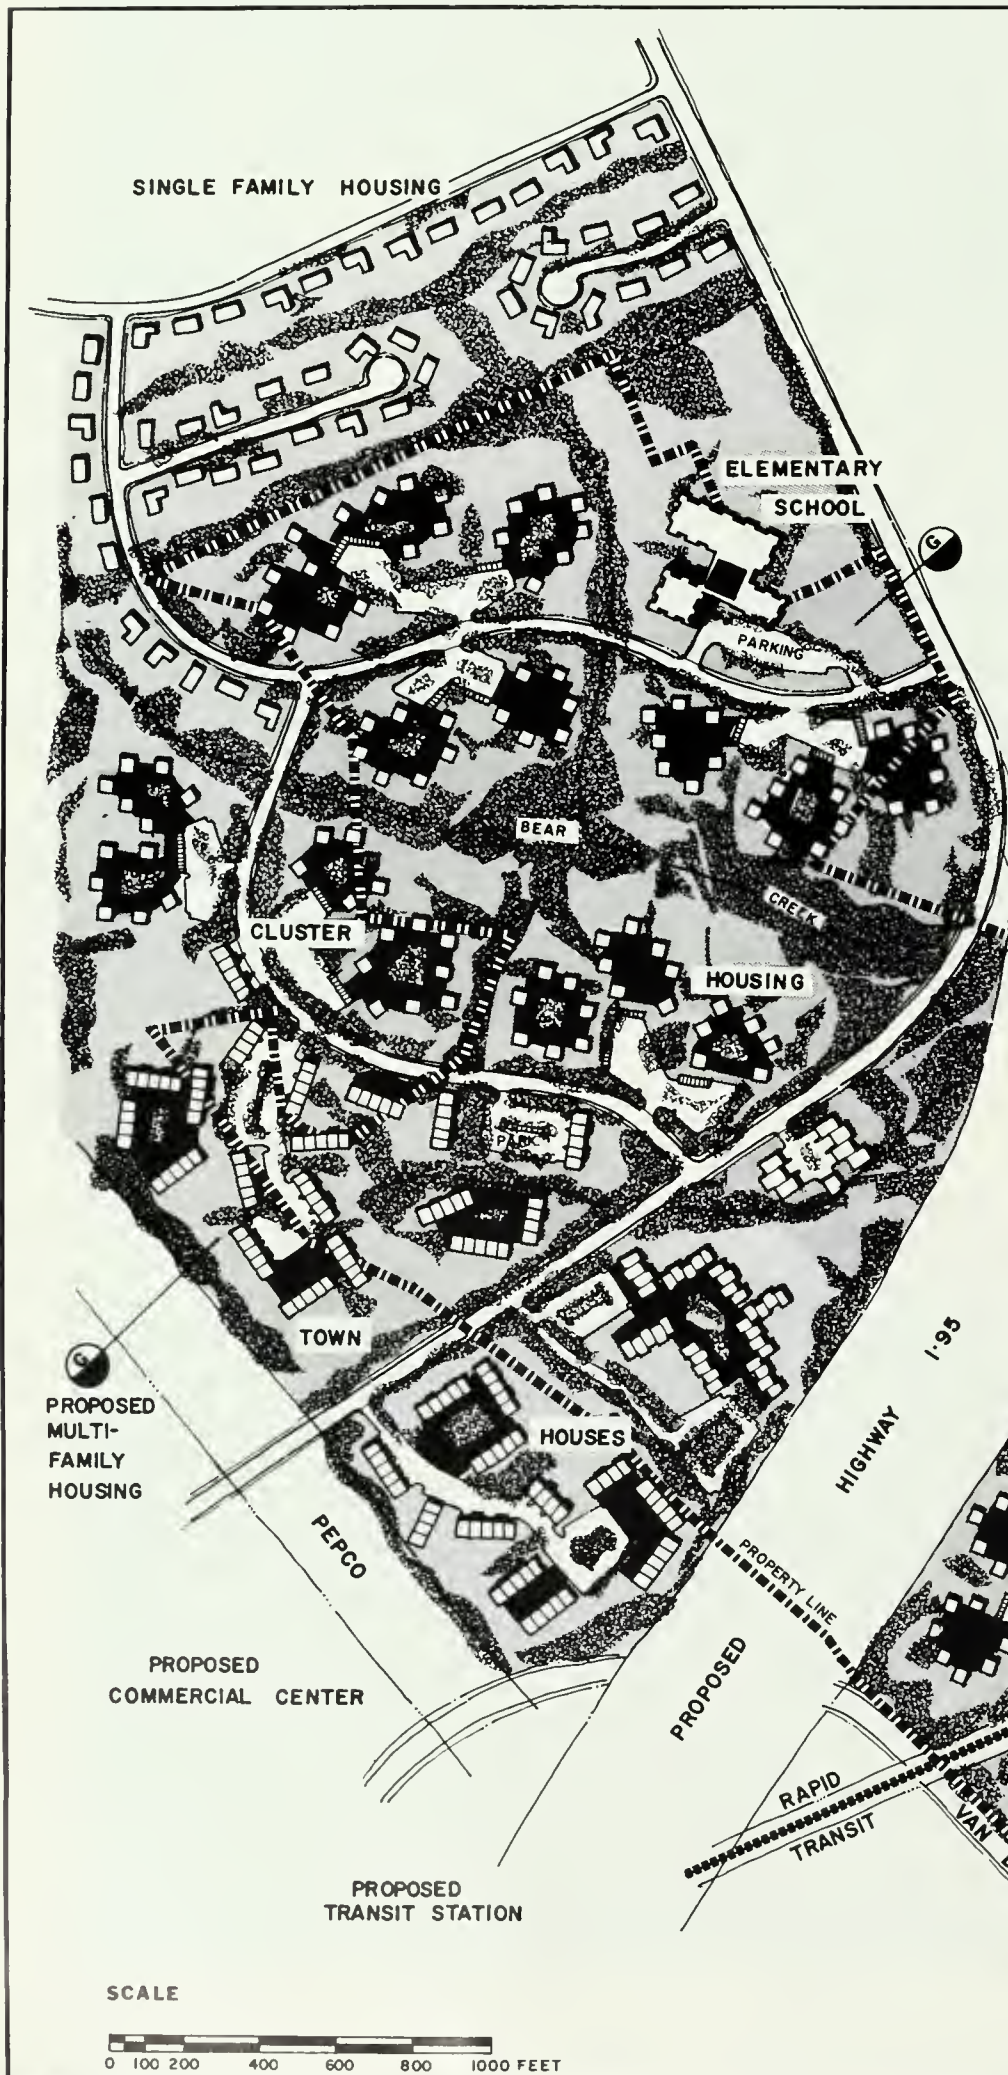 SINGLE FAMILY HOUSING
ELEMENTARY
SCHOOL
G
PARKING
BEAR
CREEK
CLUSTER
HOUSING
PARK
TOWN
G
PROPOSED
MULTI-
FAMILY
HOUSING
HOUSES
I-95
HIGHWAY
PROPOSED
PEPCO
PROPERTY LINE
PROPOSED
COMMERCIAL CENTER
RAPID
TRANSIT
VAN
PROPOSED
TRANSIT STATION
SCALE
0 100 200 400 600 800 1000 FEET